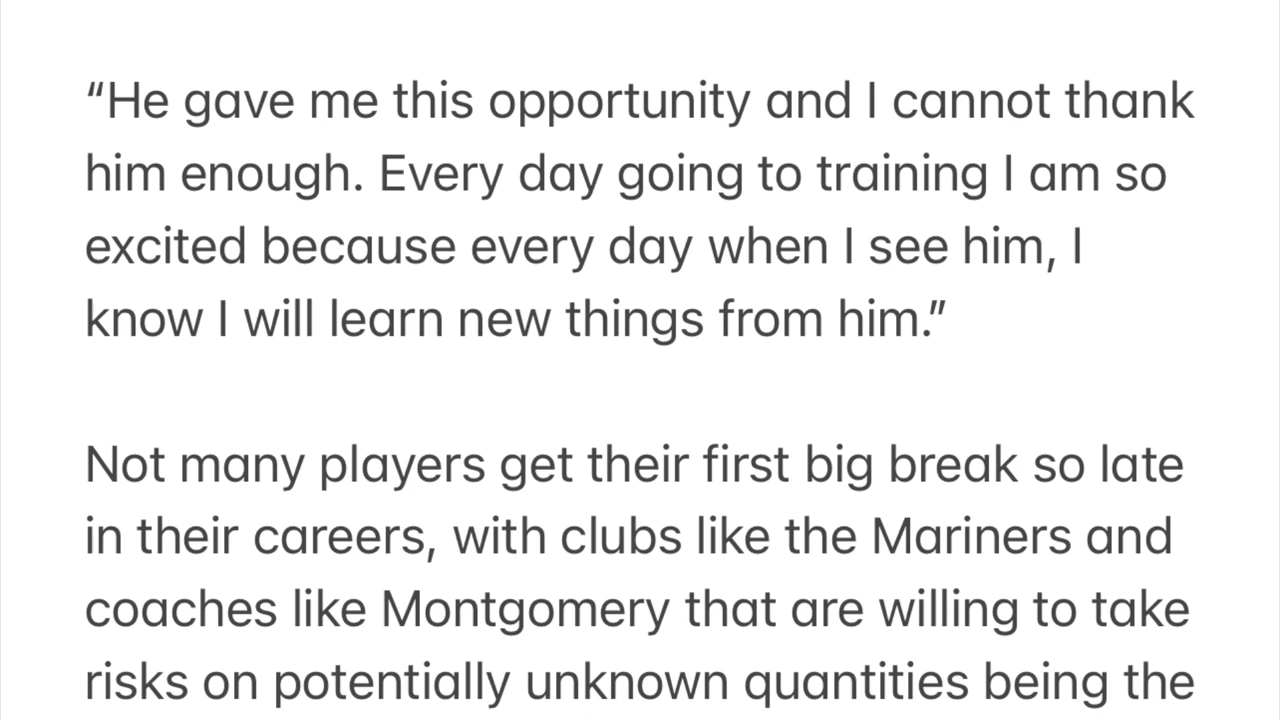 “He gave me this opportunity and I cannot thank
him enough. Every day going to training I am so
excited because every day when I see him, I
know I will learn new things from him.”
Not many players get their first big break so late
in their careers, with clubs like the Mariners and
coaches like Montgomery that are willing to take
risks on potentially unknown quantities being the